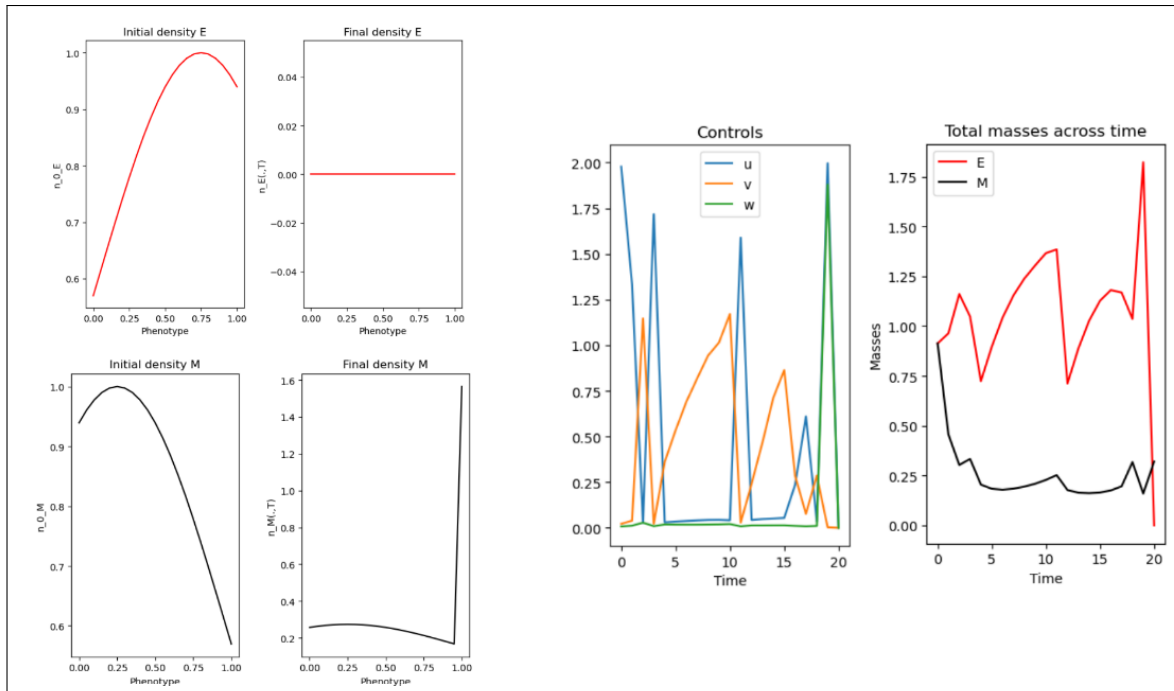 Initial density E
1.0
0.9
0.8
0.7
0.6
n_0_E
0.00 0.25 0.50 0.75 1.00
Phenotype
Final density E
0.04
0.02
0.00
−0.02
−0.04
n_E(.,T)
0.00 0.25 0.50 0.75 1.00
Phenotype
Initial density M
1.0
0.9
0.8
0.7
0.6
n_0_M
0.00 0.25 0.50 0.75 1.00
Phenotype
Final density M
1.6
1.4
1.2
1.0
0.8
0.6
0.4
0.2
n_M(.,T)
0.00 0.25 0.50 0.75 1.00
Phenotype
Controls
u
v
w
2.00
1.75
1.50
1.25
1.00
0.75
0.50
0.25
0.00
0 5 10 15 20
Time
Total masses across time
E
M
1.75
1.50
1.25
1.00
0.75
0.50
0.25
0.00
Masses
0 5 10 15 20
Time